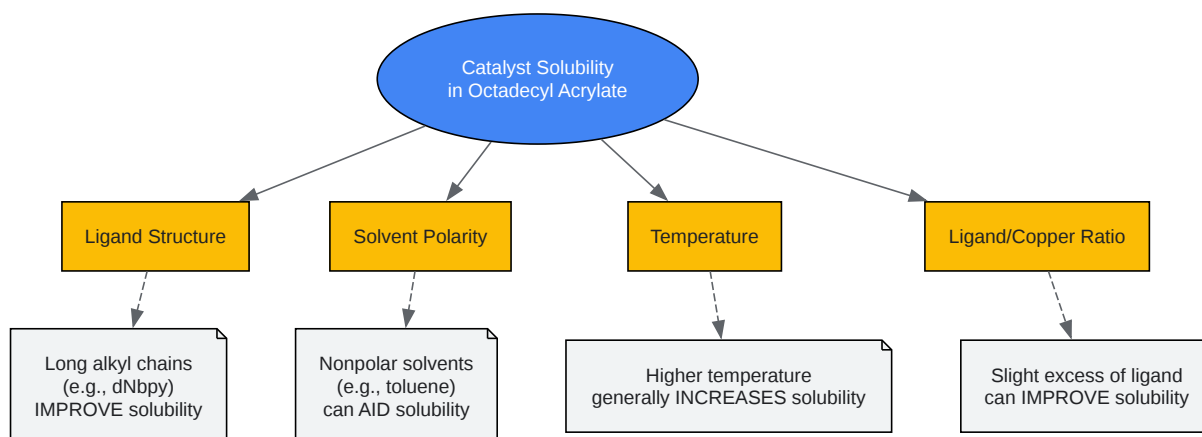 Catalyst Solubility
in Octadecyl Acrylate
Ligand Structure
Solvent Polarity
Temperature
Ligand/Copper Ratio
Long alkyl chains
(e.g., dNbpy)
IMPROVE solubility
Nonpolar solvents
(e.g., toluene)
can AID solubility
Higher temperature
generally INCREASES solubility
Slight excess of ligand
can IMPROVE solubility